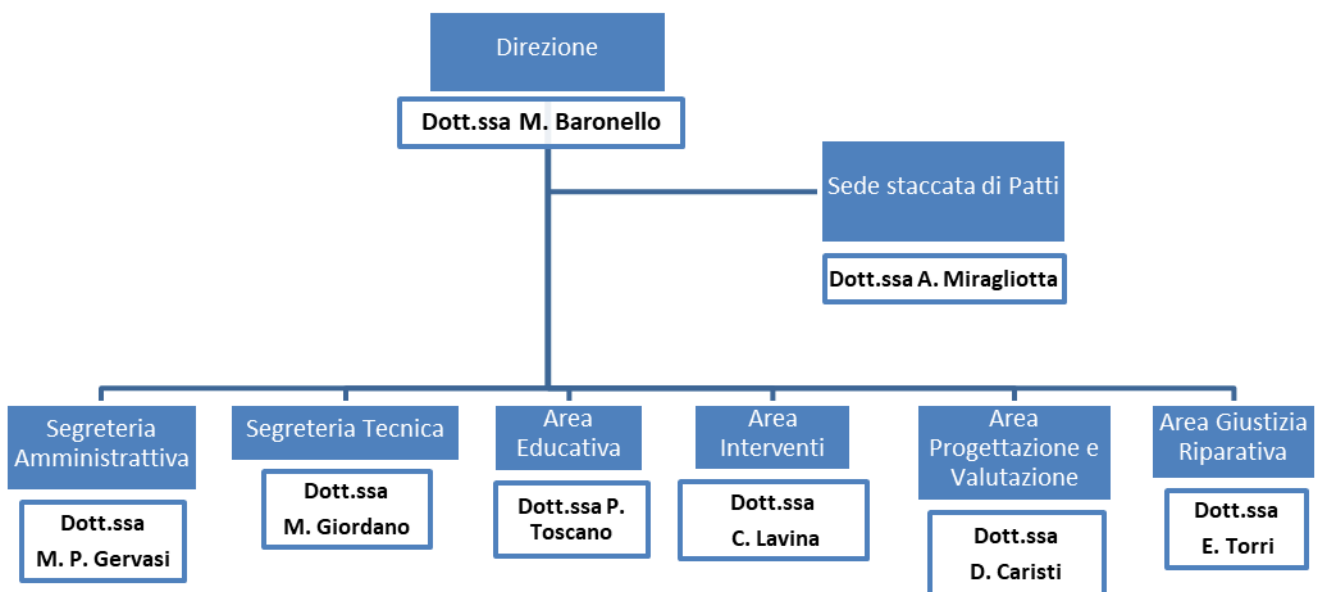 Direzione
Dott.ssa M. Baronello
Sede staccata di Patti
Dott.ssa A. Miragliotta
Segreteria
Amministrattiva
Dott.ssa
M. P. Gervasi
Segreteria Tecnica
Dott.ssa
M. Giordano
Area
Educativa
Dott.ssa P.
Toscano
Area
Interventi
Dott.ssa
C. Lavina
Area
Progettazione e
Valutazione
Dott.ssa
D. Caristi
Area Giustizia
Riparativa
Dott.ssa
E. Torri